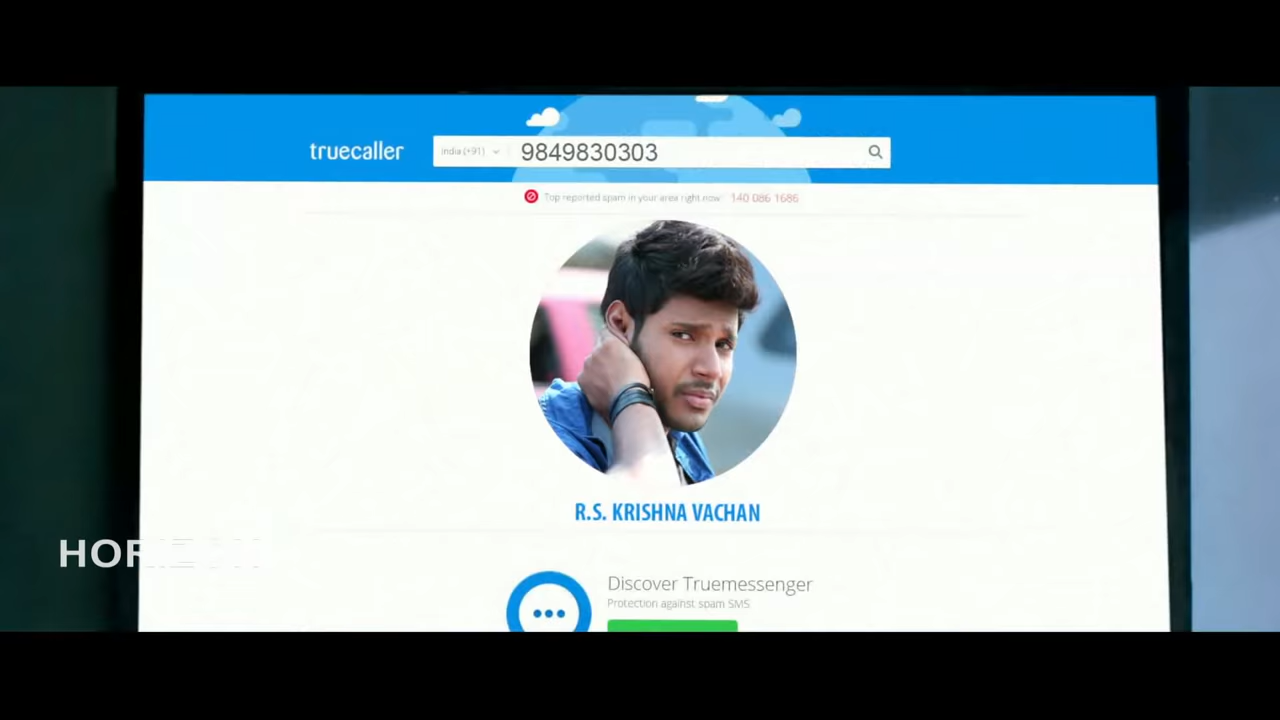 truecaller
India (+91)
9849830303
Top reported spam in your area right now: 140 086 1686
R.S. KRISHNA VACHAN
Discover Truemessenger
Protection against spam SMS